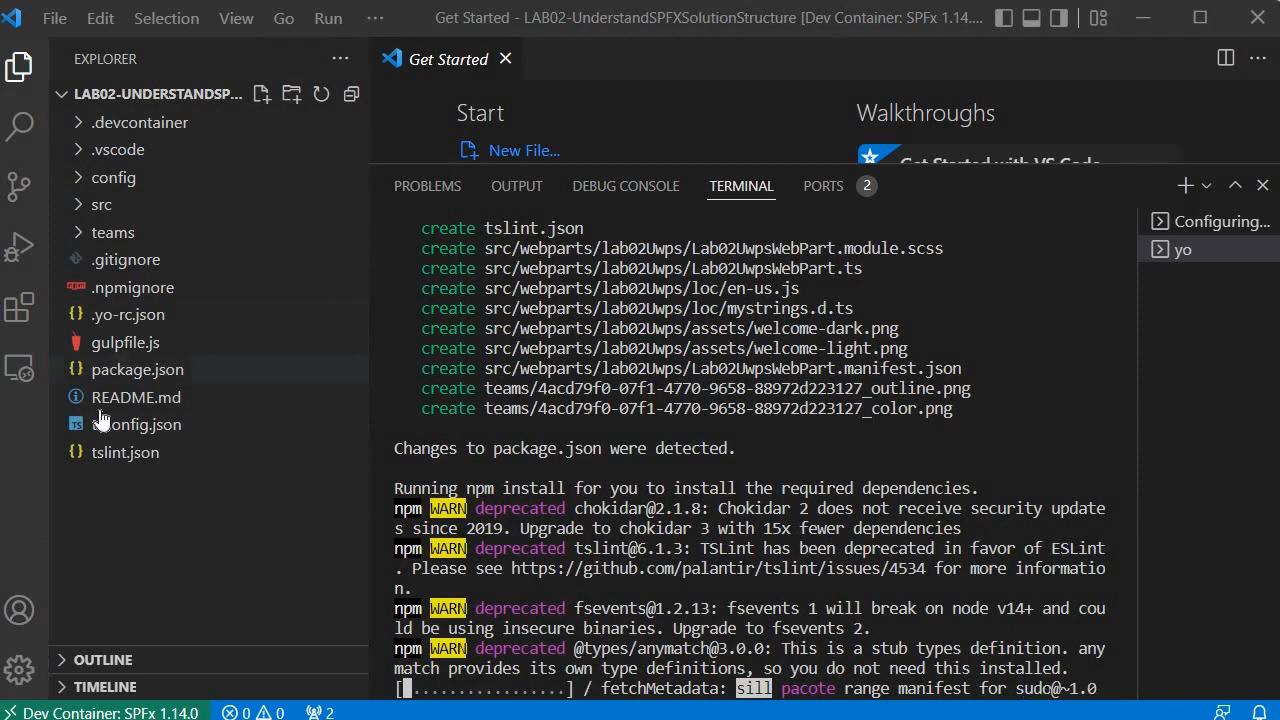 File Edit Selection View Go Run ··· Get Started - LAB02-UnderstandSPFXSolutionStructure [Dev Container: SPFx 1.14....
EXPLORER ···
LAB02-UNDERSTANDSP...
.devcontainer
.vscode
config
src
teams
.gitignore
.npmignore
.yo-rc.json
gulpfile.js
package.json
README.md
config.json
tslint.json
OUTLINE
TIMELINE
Get Started
Start
New File...
Walkthroughs
Get Started with VS Code
PROBLEMS OUTPUT DEBUG CONSOLE TERMINAL PORTS 2
create tslint.json
create src/webparts/lab02Uwps/Lab02UwpsWebPart.module.scss
create src/webparts/lab02Uwps/Lab02UwpsWebPart.ts
create src/webparts/lab02Uwps/loc/en-us.js
create src/webparts/lab02Uwps/loc/mystrings.d.ts
create src/webparts/lab02Uwps/assets/welcome-dark.png
create src/webparts/lab02Uwps/assets/welcome-light.png
create src/webparts/lab02Uwps/Lab02UwpsWebPart.manifest.json
create teams/4acd79f0-07f1-4770-9658-88972d223127_outline.png
create teams/4acd79f0-07f1-4770-9658-88972d223127_color.png
Changes to package.json were detected.
Running npm install for you to install the required dependencies.
npm WARN deprecated chokidar@2.1.8: Chokidar 2 does not receive security update
s since 2019. Upgrade to chokidar 3 with 15x fewer dependencies
npm WARN deprecated tslint@6.1.3: TSLint has been deprecated in favor of ESLint
. Please see https://github.com/palantir/tslint/issues/4534 for more informatio
n.
npm WARN deprecated fsevents@1.2.13: fsevents 1 will break on node v14+ and cou
ld be using insecure binaries. Upgrade to fsevents 2.
npm WARN deprecated @types/anymatch@3.0.0: This is a stub types definition. any
match provides its own type definitions, so you do not need this installed.
[ .................] / fetchMetadata: sill pacote range manifest for sudo@~1.0
Configuring...
yo
Dev Container: SPFx 1.14.0 0 0 2